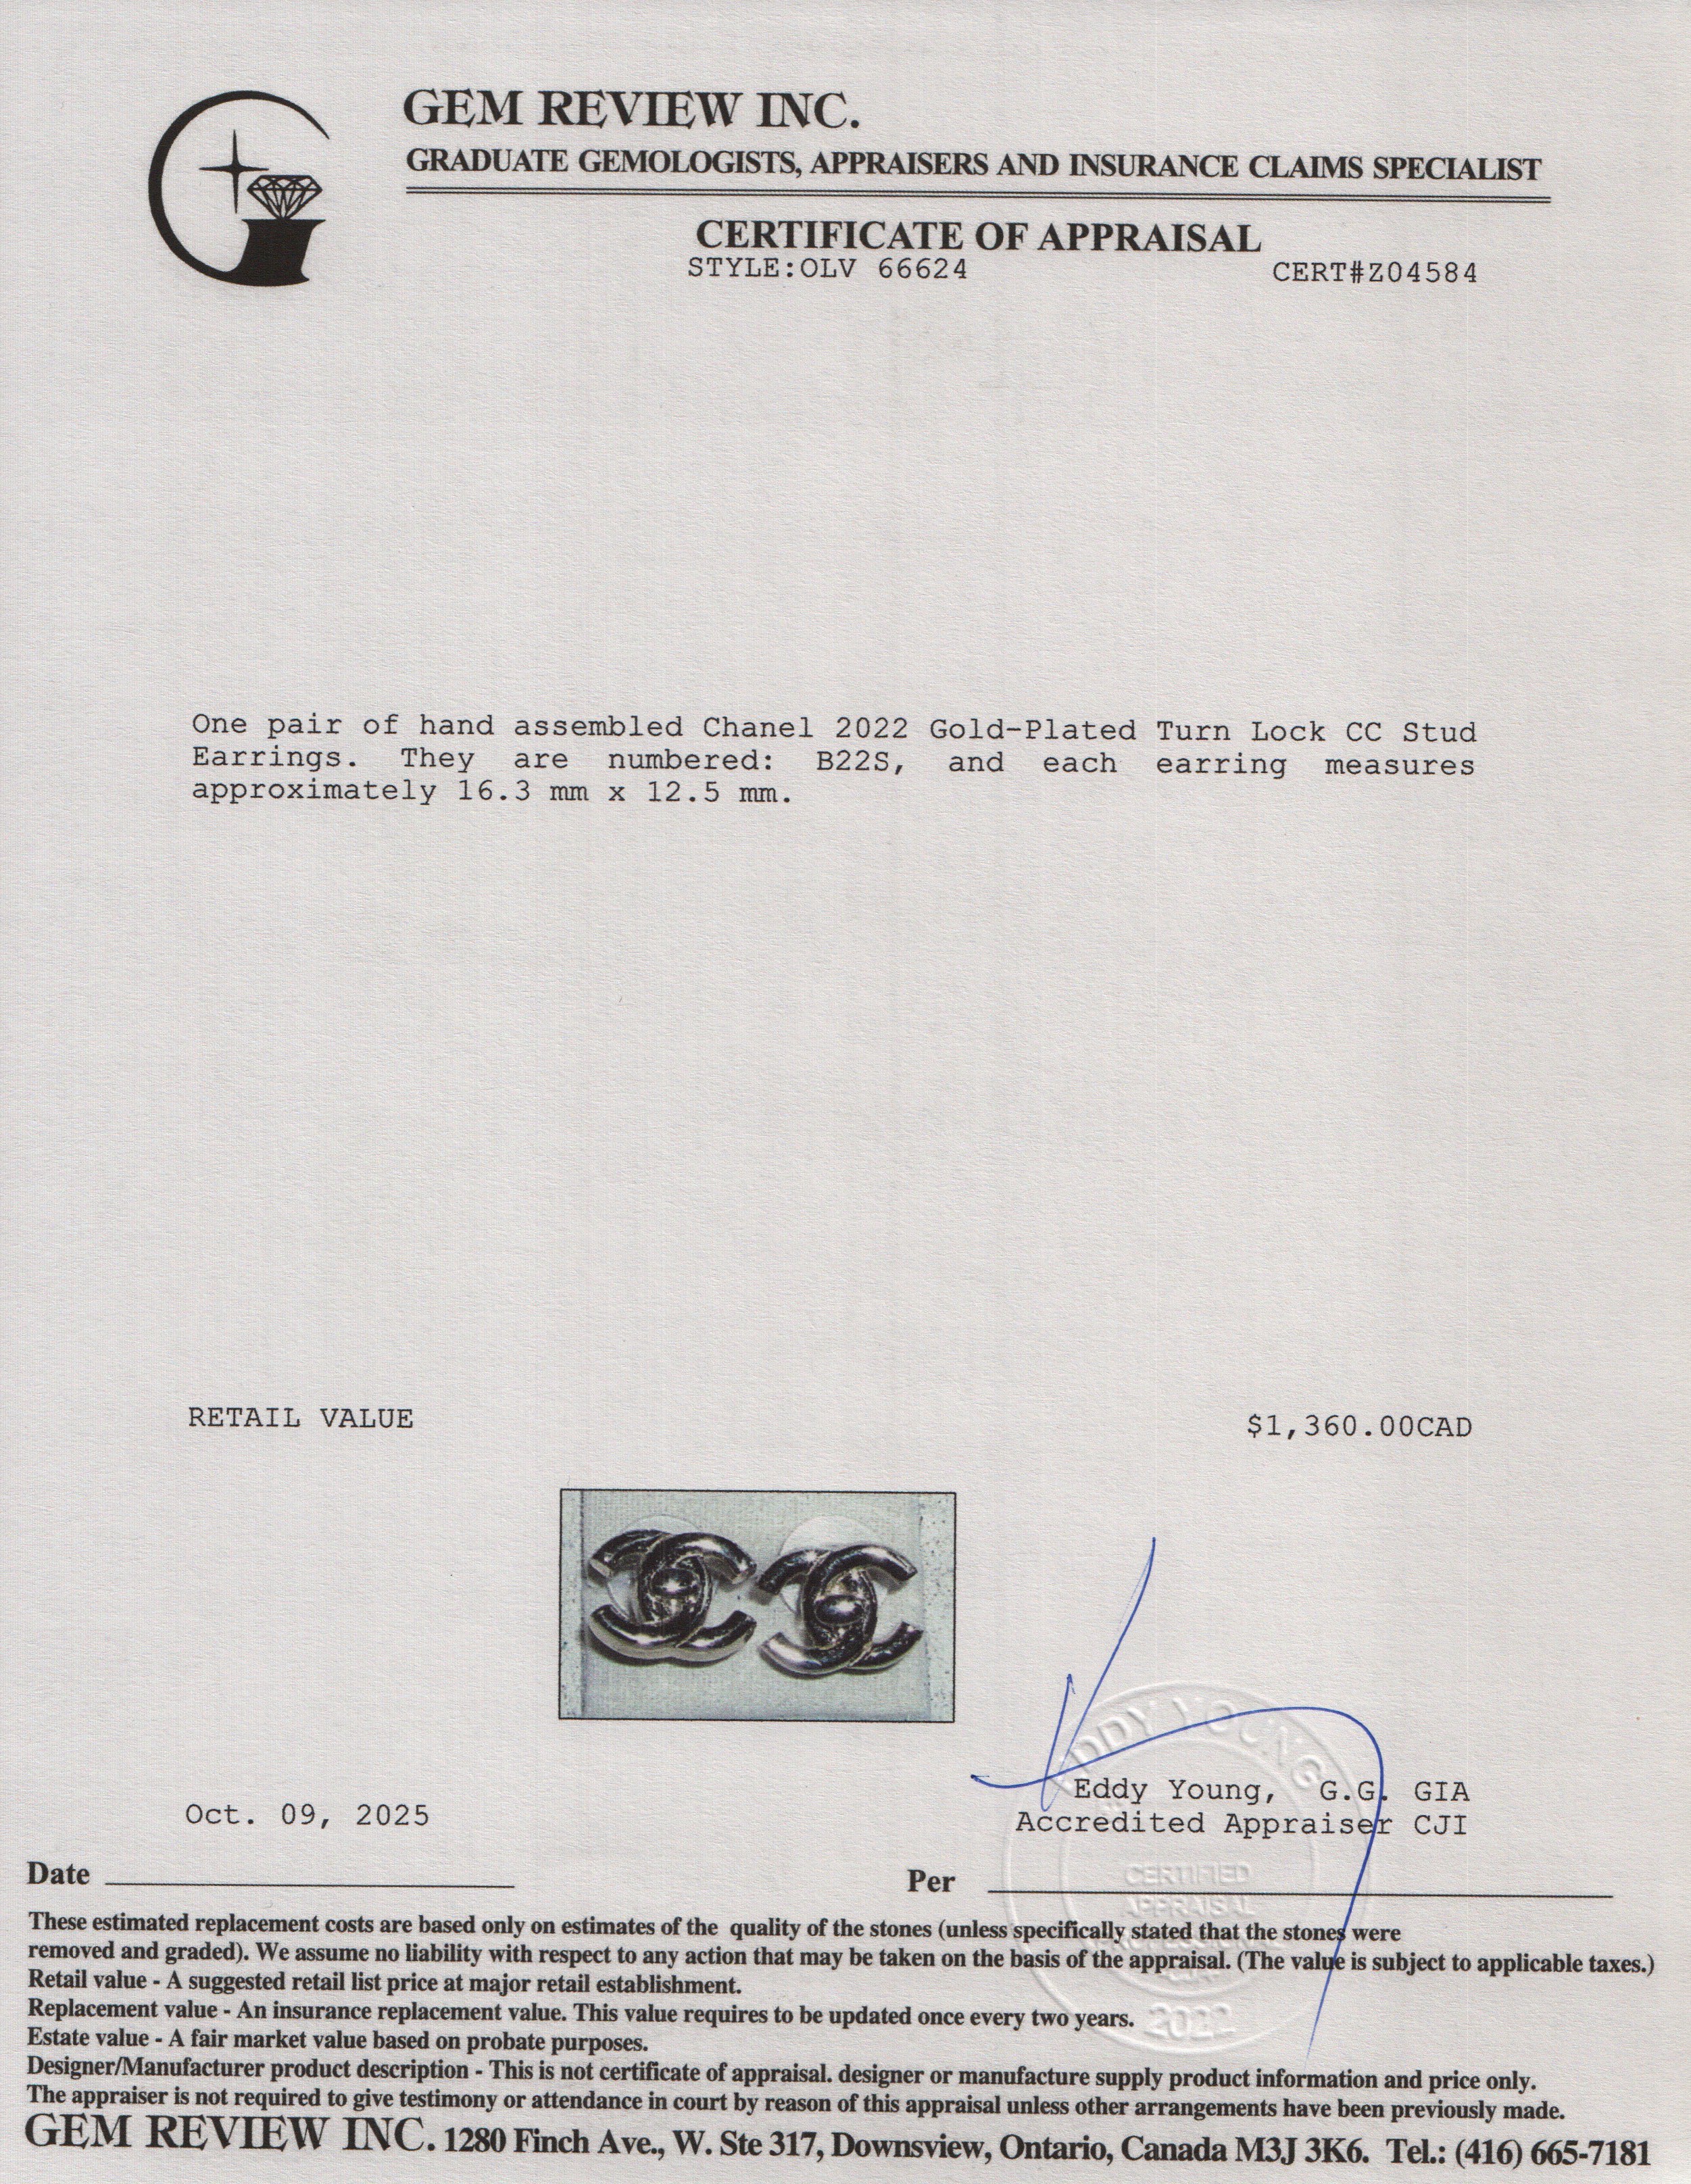 GEM REVIEW INC.
GRADUATE GEMOLOGISTS, APPRAISERS AND INSURANCE CLAIMS SPECIALIST
CERTIFICATE OF APPRAISAL
STYLE:OLV 66624
CERT#Z04584
One pair of hand assembled Chanel 2022 Gold-Plated Turn Lock CC Stud
Earrings. They are numbered: B22S, and each earring measures
approximately 16.3 mm x 12.5 mm.
RETAIL VALUE
$1,360.00CAD
EDDY YOUNG
Eddy Young, G.G. GIA
Oct. 09, 2025
Accredited Appraiser CJI
Date
Per
CERTIFIED
APPRAISAL
2022
These estimated replacement costs are based only on estimates of the quality of the stones (unless specifically stated that the stones were
removed and graded). We assume no liability with respect to any action that may be taken on the basis of the appraisal. (The value is subject to applicable taxes.)
Retail value - A suggested retail list price at major retail establishment.
Replacement value - An insurance replacement value. This value requires to be updated once every two years.
Estate value - A fair market value based on probate purposes.
Designer/Manufacturer product description - This is not certificate of appraisal. designer or manufacture supply product information and price only.
The appraiser is not required to give testimony or attendance in court by reason of this appraisal unless other arrangements have been previously made.
GEM REVIEW INC. 1280 Finch Ave., W. Ste 317, Downsview, Ontario, Canada M3J 3K6. Tel.: (416) 665-7181